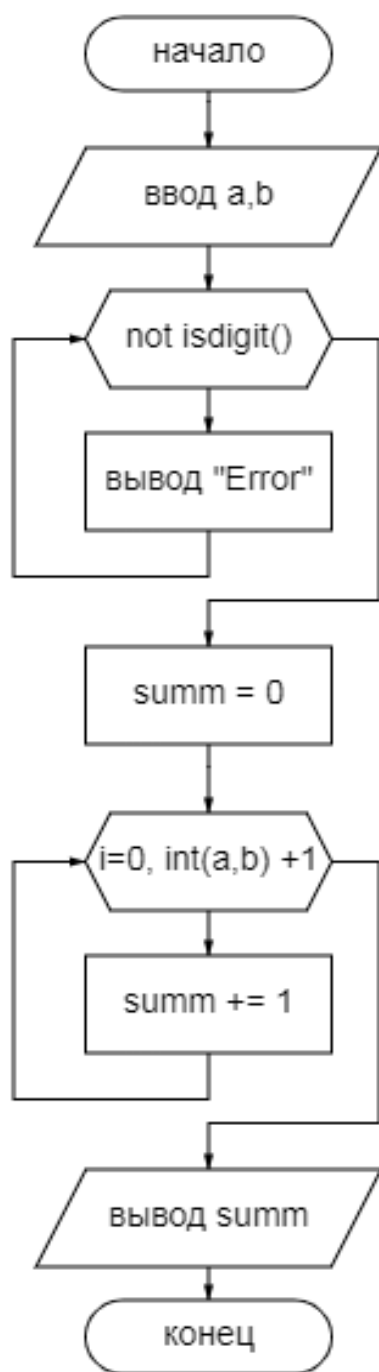 начало
ввод a,b
not isdigit()
вывод "Error"
summ = 0
i=0, int(a,b) +1
summ += 1
вывод summ
конец